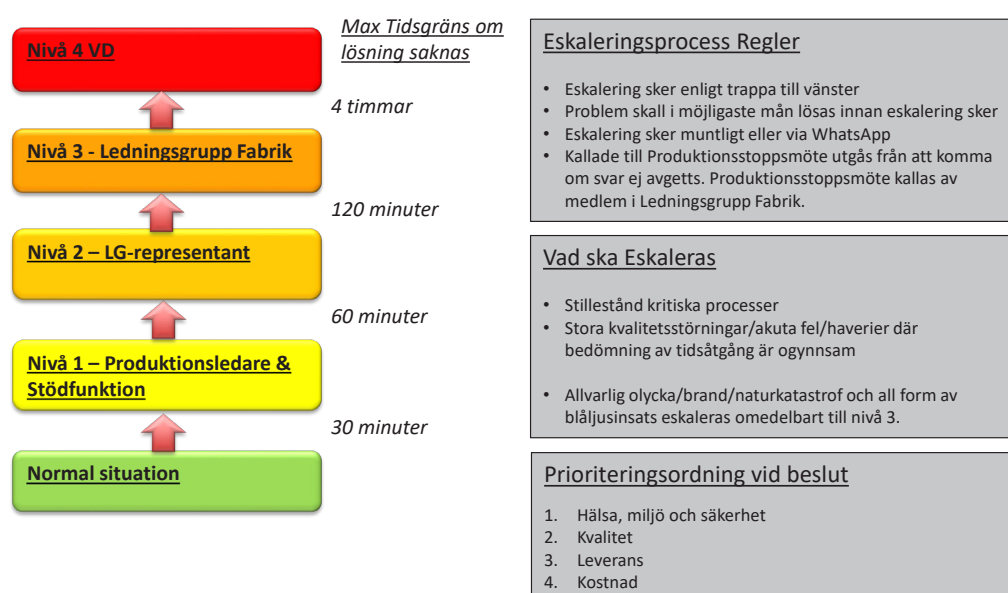 Max Tidsgräns om
lösning saknas
Nivå 4 VD
4 timmar
Nivå 3 - Ledningsgrupp Fabrik
120 minuter
Nivå 2 – LG-representant
60 minuter
Nivå 1 – Produktionsledare &
Stödfunktion
30 minuter
Normal situation
Eskaleringsprocess Regler
• Eskalering sker enligt trappa till vänster
• Problem skall i möjligaste mån lösas innan eskalering sker
• Eskalering sker muntligt eller via WhatsApp
• Kallade till Produktionsstoppsmöte utgås från att komma
om svar ej avgetts. Produktionsstoppsmöte kallas av
medlem i Ledningsgrupp Fabrik.
Vad ska Eskaleras
• Stillestånd kritiska processer
• Stora kvalitetsstörningar/akuta fel/haverier där
bedömning av tidsåtgång är ogynnsam
• Allvarlig olycka/brand/naturkatastrof och all form av
blåljusinsats eskaleras omedelbart till nivå 3.
Prioriteringsordning vid beslut
1. Hälsa, miljö och säkerhet
2. Kvalitet
3. Leverans
4. Kostnad